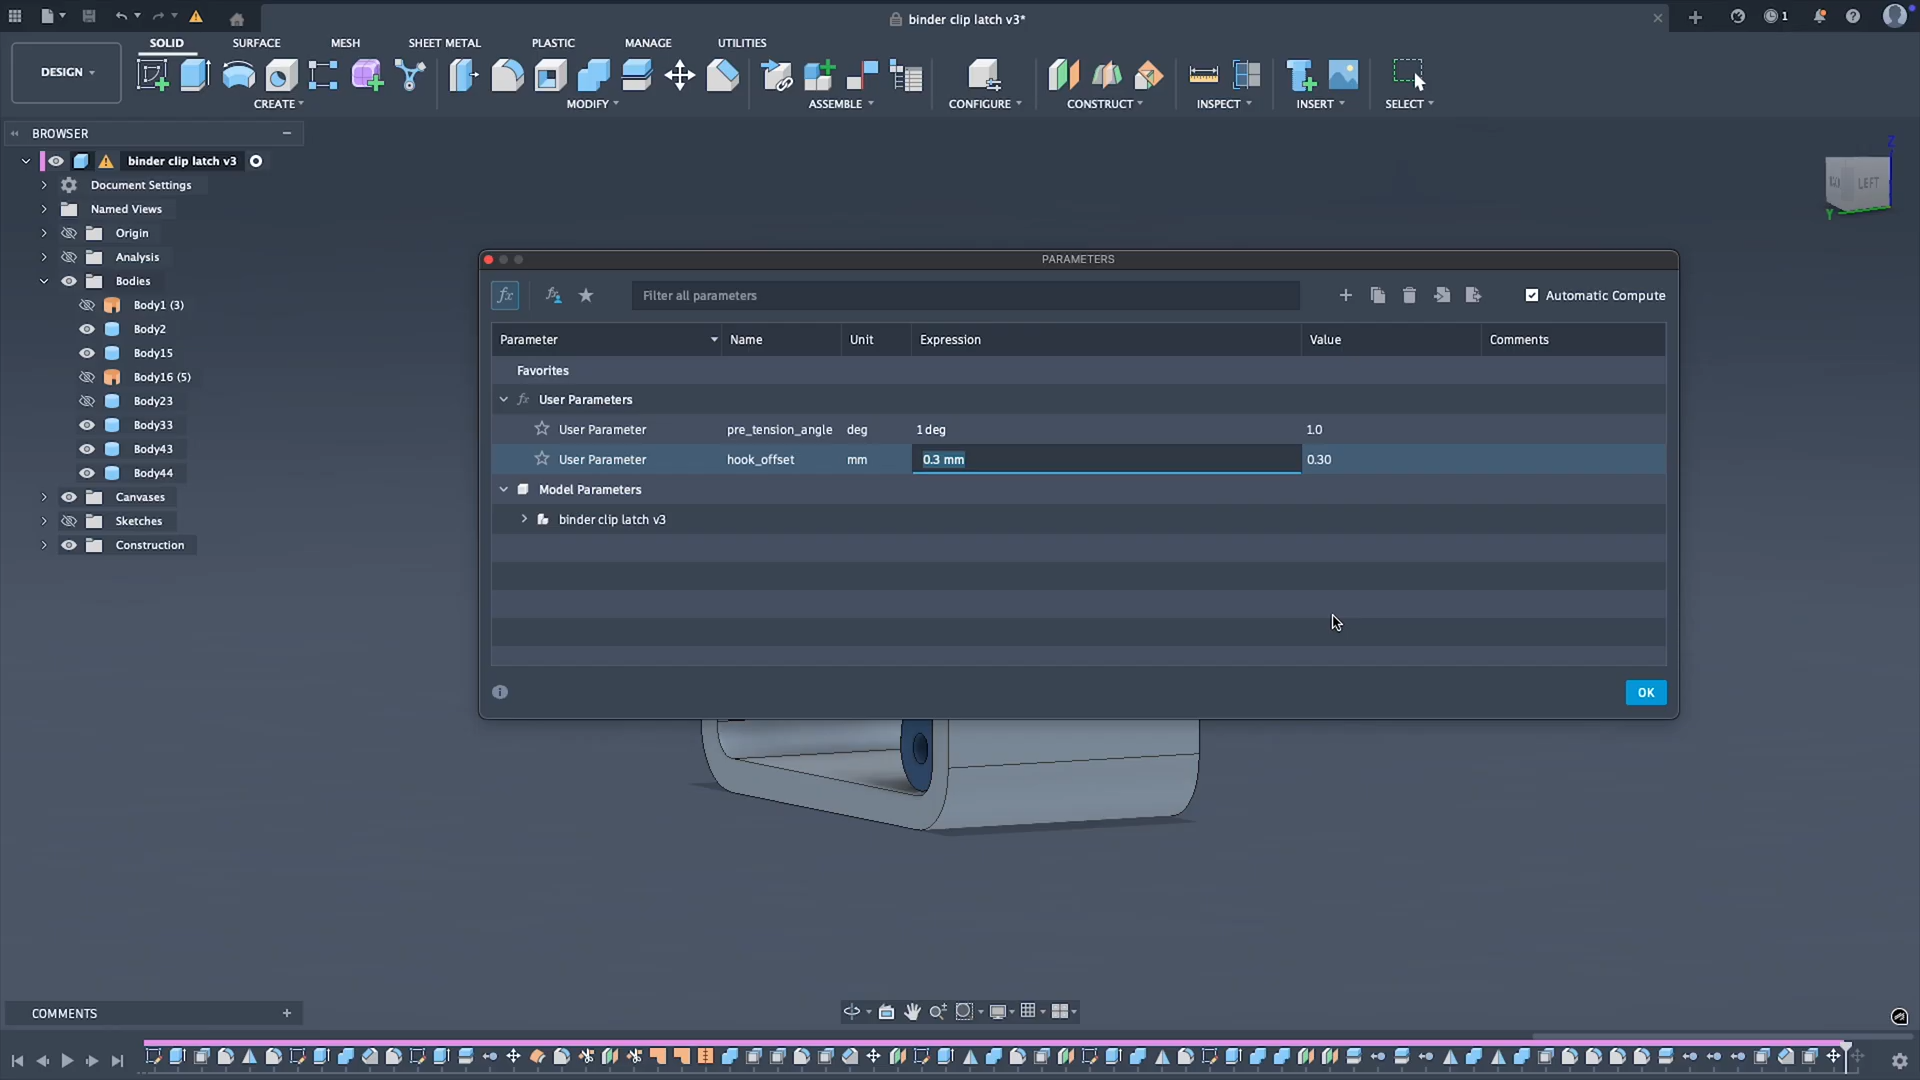 binder clip latch v3*
1
DESIGN
SOLID SURFACE MESH SHEET METAL PLASTIC MANAGE UTILITIES
CREATE MODIFY ASSEMBLE CONFIGURE CONSTRUCT INSPECT INSERT SELECT
BROWSER
binder clip latch v3
Document Settings
Named Views
Origin
Analysis
Bodies
Body1 (3)
Body2
Body15
Body16 (5)
Body23
Body33
Body43
Body44
Canvases
Sketches
Construction
Z
LEFT
Y
PARAMETERS
fx
Filter all parameters
Automatic Compute
Parameter Name Unit Expression Value Comments
Favorites
fx User Parameters
User Parameter pre_tension_angle deg 1 deg 1.0
User Parameter hook_offset mm 0.3 mm 0.30
Model Parameters
binder clip latch v3
OK
COMMENTS